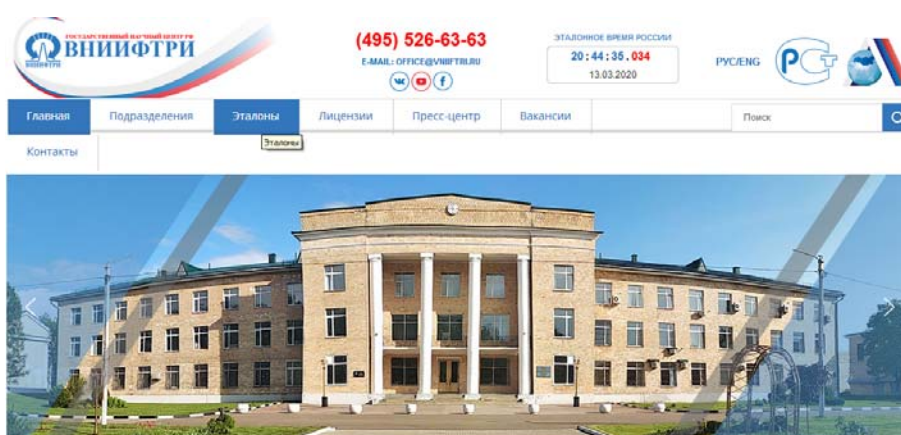 ГОСУДАРСТВЕННЫЙ НАУЧНЫЙ ЦЕНТР РФ
ВНИИФТРИ
ВНИИФТРИ
(495) 526-63-63
E-MAIL: OFFICE@VNIIFTRI.RU
ЭТАЛОННОЕ ВРЕМЯ РОССИИ
20:44:35.034
13.03.2020
РУС/ENG
Главная
Подразделения
Эталоны
Лицензии
Пресс-центр
Вакансии
Поиск
Эталоны
Контакты